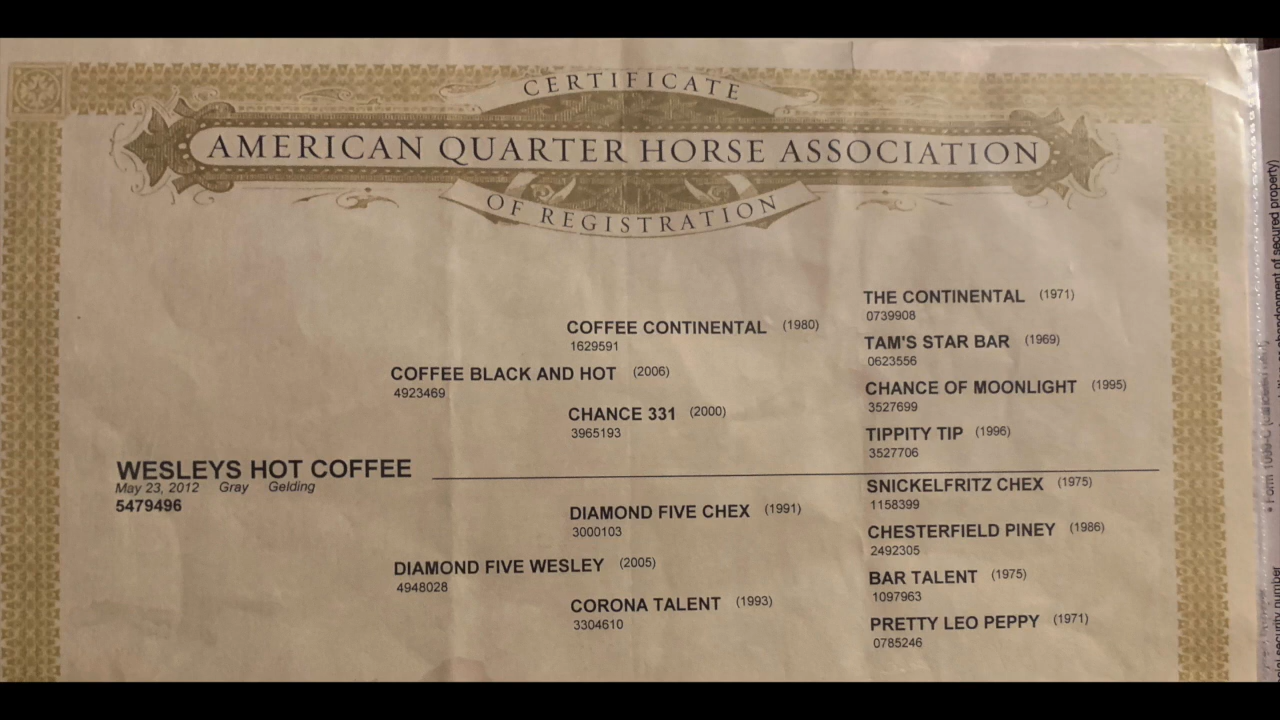 CERTIFICATE
AMERICAN QUARTER HORSE ASSOCIATION
OF REGISTRATION
THE CONTINENTAL (1971)
0739908
COFFEE CONTINENTAL (1980)
1629591
TAM'S STAR BAR (1969)
0623556
COFFEE BLACK AND HOT (2006)
4923469
CHANCE OF MOONLIGHT (1995)
3527699
CHANCE 331 (2000)
3965193
TIPPITY TIP (1996)
3527706
WESLEYS HOT COFFEE
May 23, 2012 Gray Gelding
5479496
SNICKELFRITZ CHEX (1975)
1158399
DIAMOND FIVE CHEX (1991)
3000103
CHESTERFIELD PINEY (1986)
2492305
DIAMOND FIVE WESLEY (2005)
4948028
BAR TALENT (1975)
1097963
CORONA TALENT (1993)
3304610
PRETTY LEO PEPPY (1971)
0785246
of secured property)
number